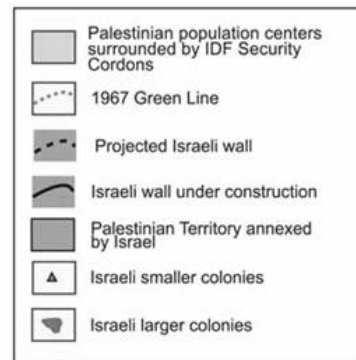 Palestinian population centers
surrounded by IDF Security
Cordons
1967 Green Line
Projected Israeli wall
Israeli wall under construction
Palestinian Territory annexed
by Israel
Israeli smaller colonies
Israeli larger colonies